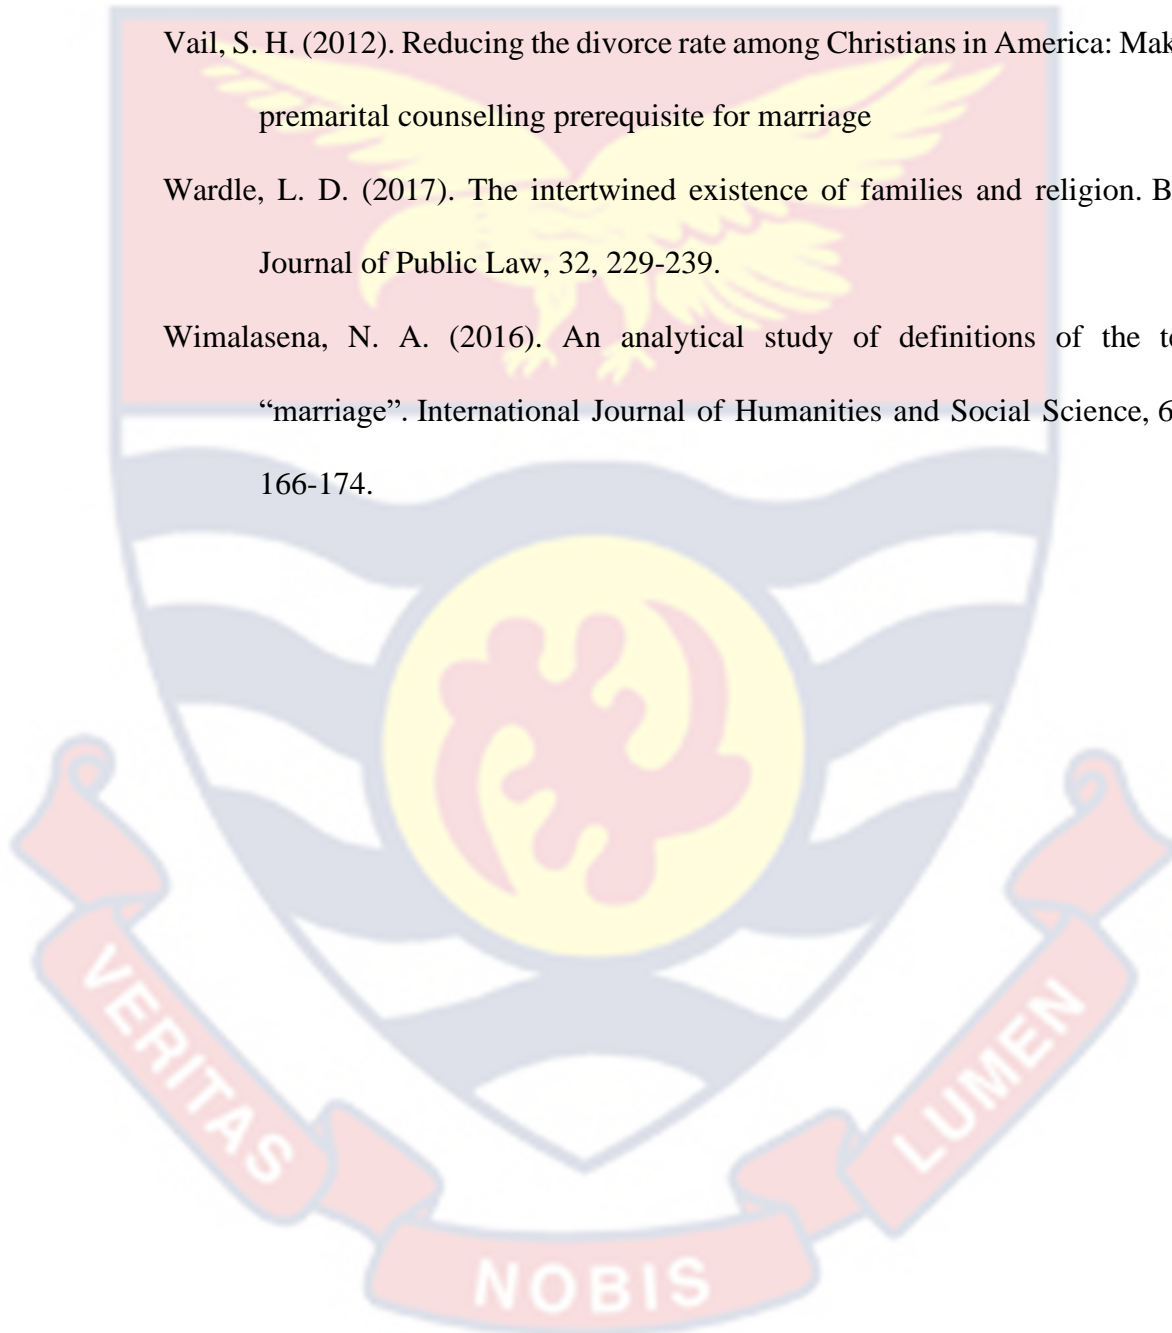 Vail, S. H. (2012). Reducing the divorce rate among Christians in America: Mak
premarital counselling prerequisite for marriage
Wardle, L. D. (2017). The intertwined existence of families and religion. B
Journal of Public Law, 32, 229-239.
Wimalasena, N. A. (2016). An analytical study of definitions of the te
“marriage”. International Journal of Humanities and Social Science, 6
166-174.
VERITAS
NOBIS
LUMEN